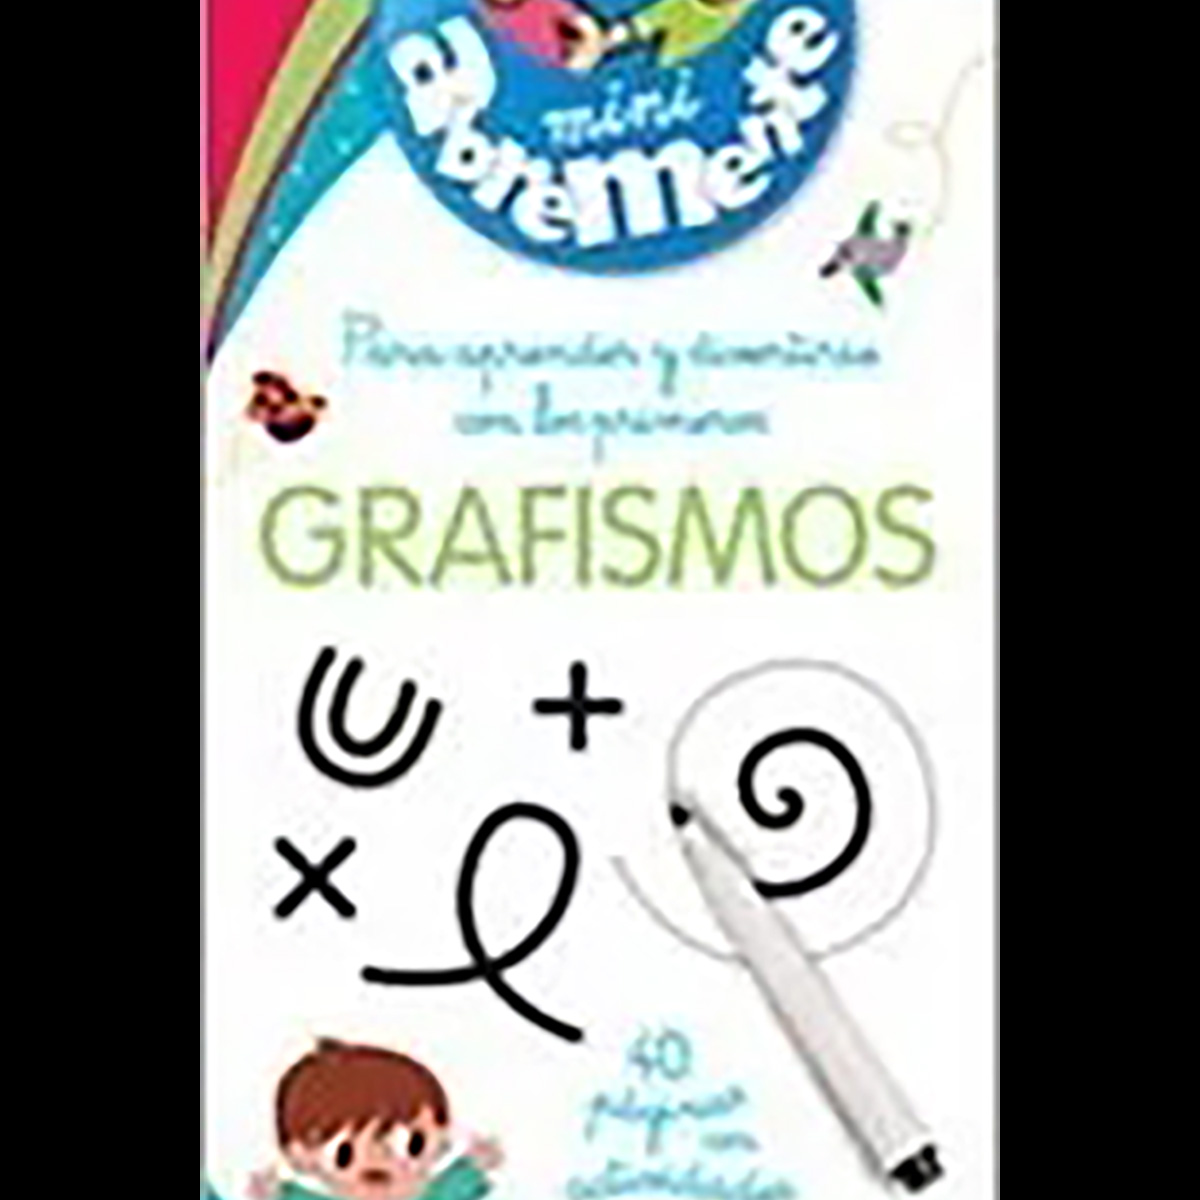 mini
abremente
Para aprender y divertirse
con los primeros
GRAFISMOS
40
páginas
con
actividades